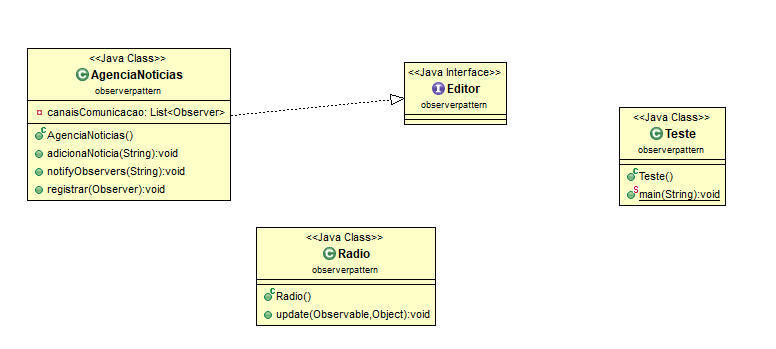 <<Java Class>>
AgenciaNoticias
observerpattern
canaisComunicacao: List<Observer>
AgenciaNoticias()
adicionaNoticia(String):void
notifyObservers(String):void
registrar(Observer):void
<<Java Interface>>
Editor
observerpattern
<<Java Class>>
Teste
observerpattern
Teste()
main(String):void
<<Java Class>>
Radio
observerpattern
Radio()
update(Observable,Object):void